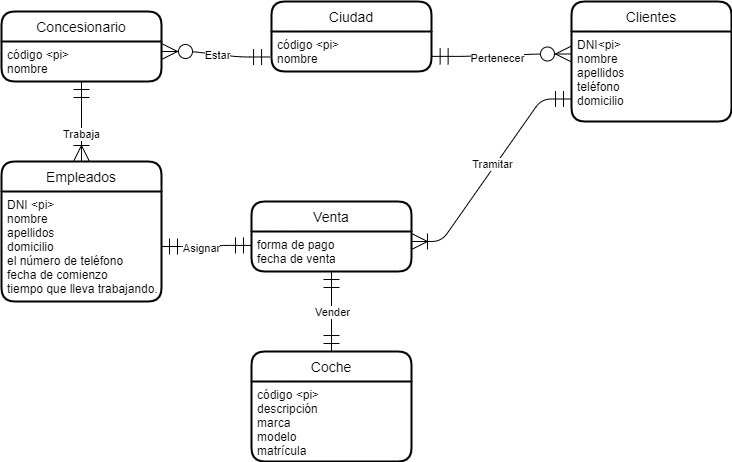 Concesionario
código <pi>
nombre
Estar
Ciudad
código <pi>
nombre
Pertenecer
Clientes
DNI<pi>
nombre
apellidos
teléfono
domicilio
Trabaja
Tramitar
Empleados
DNI <pi>
nombre
apellidos
domicilio
el número de teléfono
fecha de comienzo
tiempo que lleva trabajando.
Asignar
Venta
forma de pago
fecha de venta
Vender
Coche
código <pi>
descripción
marca
modelo
matrícula